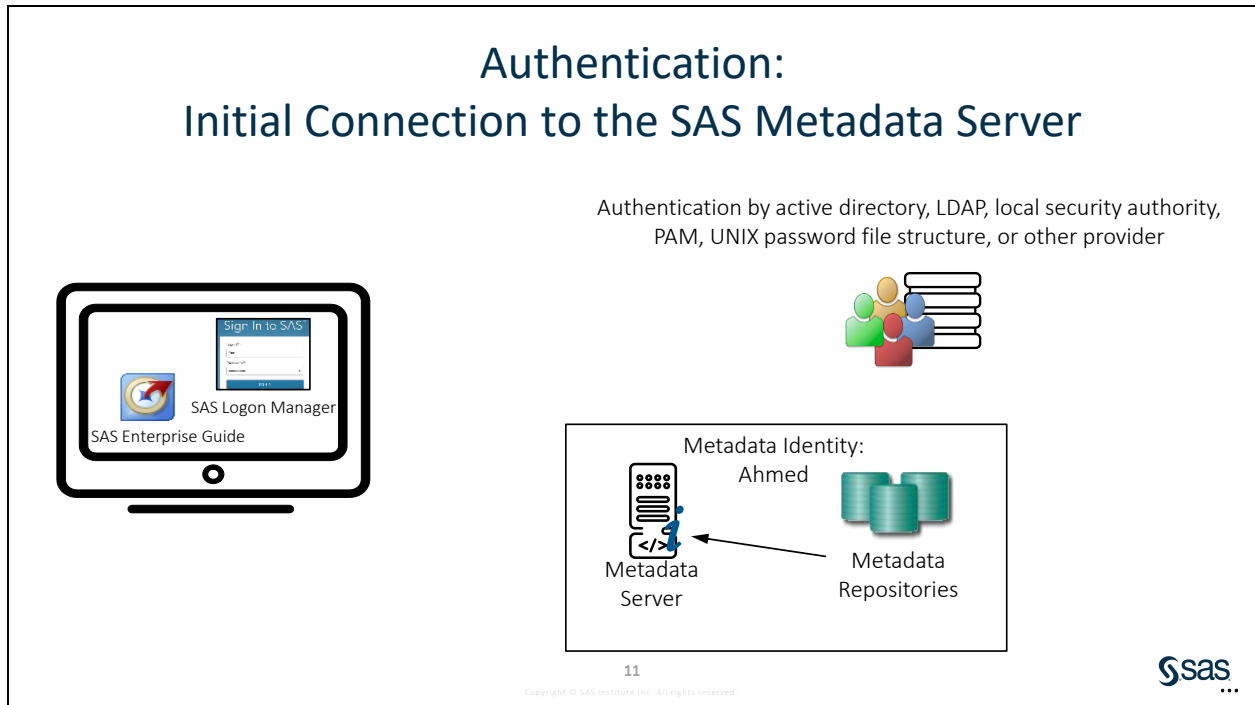 Authentication:
Initial Connection to the SAS Metadata Server
Authentication by active directory, LDAP, local security authority,
PAM, UNIX password file structure, or other provider
Sign In to SAS
SAS Logon Manager
SAS Enterprise Guide
Metadata Identity:
Ahmed
</>
i
Metadata
Server
Metadata
Repositories
11
Copyright © SAS Institute Inc. All rights reserved.
sas
...